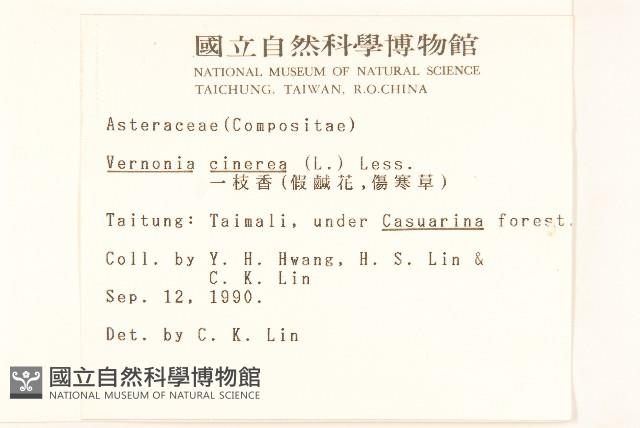 國立自然科學博物館
NATIONAL MUSEUM OF NATURAL SCIENCE
TAICHUNG, TAIWAN, R.O.CHINA
Asteraceae(Compositae)
Vernonia cinerea (L.) Less.
一枝香(假鹹花,傷寒草)
Taitung: Taimali, under Casuarina forest.
Coll. by Y. H. Hwang, H. S. Lin &
C. K. Lin
Sep. 12, 1990.
Det. by C. K. Lin
國立自然科學博物館
NATIONAL MUSEUM OF NATURAL SCIENCE